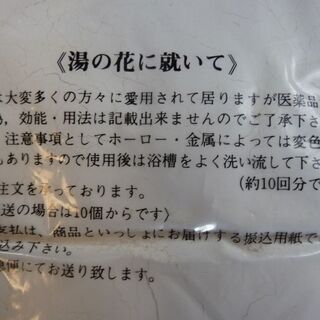 《湯の花に就いて》
は大変多くの方々に愛用されて居りますが医薬品
為、効能・用法は記載出来ませんのでご了承下さ
注意事項としてホーロー・金属によっては変色
もありますので使用後は浴槽をよく洗い流して下さ
(約10回分で
注文を承っております。
送の場合は10個からです〉
支払は、商品といっしょにお届けする振込用紙で
込み下さい。
急便にてお送り致します。